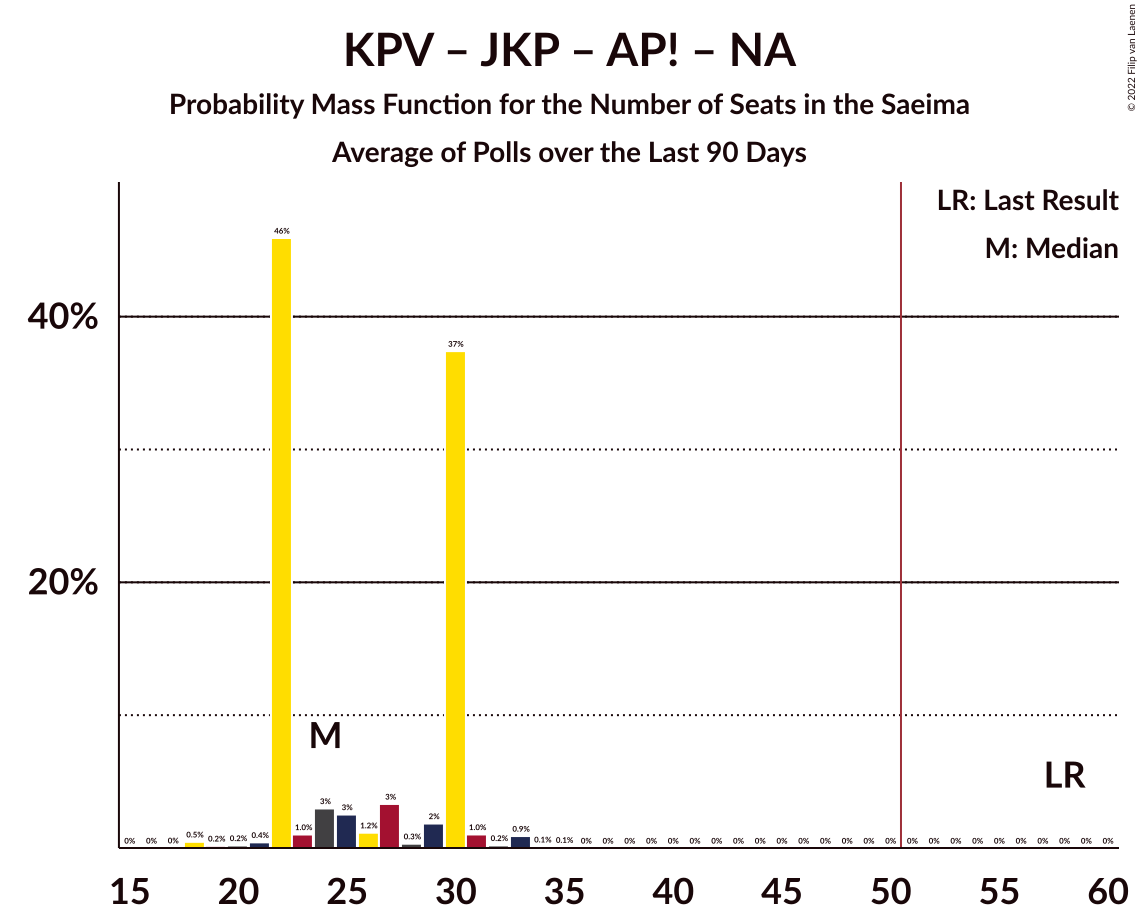 KPV – JKP – AP! – NA
Probability Mass Function for the Number of Seats in the Saeima
Average of Polls over the Last 90 Days
© 2022 Filip van Laenen
LR: Last Result
M: Median
40%
20%
46%
37%
M
LR
0% 0% 0% 0.5% 0.2% 0.2% 0.4% 1.0% 3% 3% 1.2% 3% 0.3% 2% 1.0% 0.2% 0.9% 0.1% 0.1% 0% 0% 0% 0% 0% 0% 0% 0% 0% 0% 0% 0% 0% 0% 0% 0% 0% 0% 0% 0% 0% 0% 0% 0% 0%
15 20 25 30 35 40 45 50 55 60